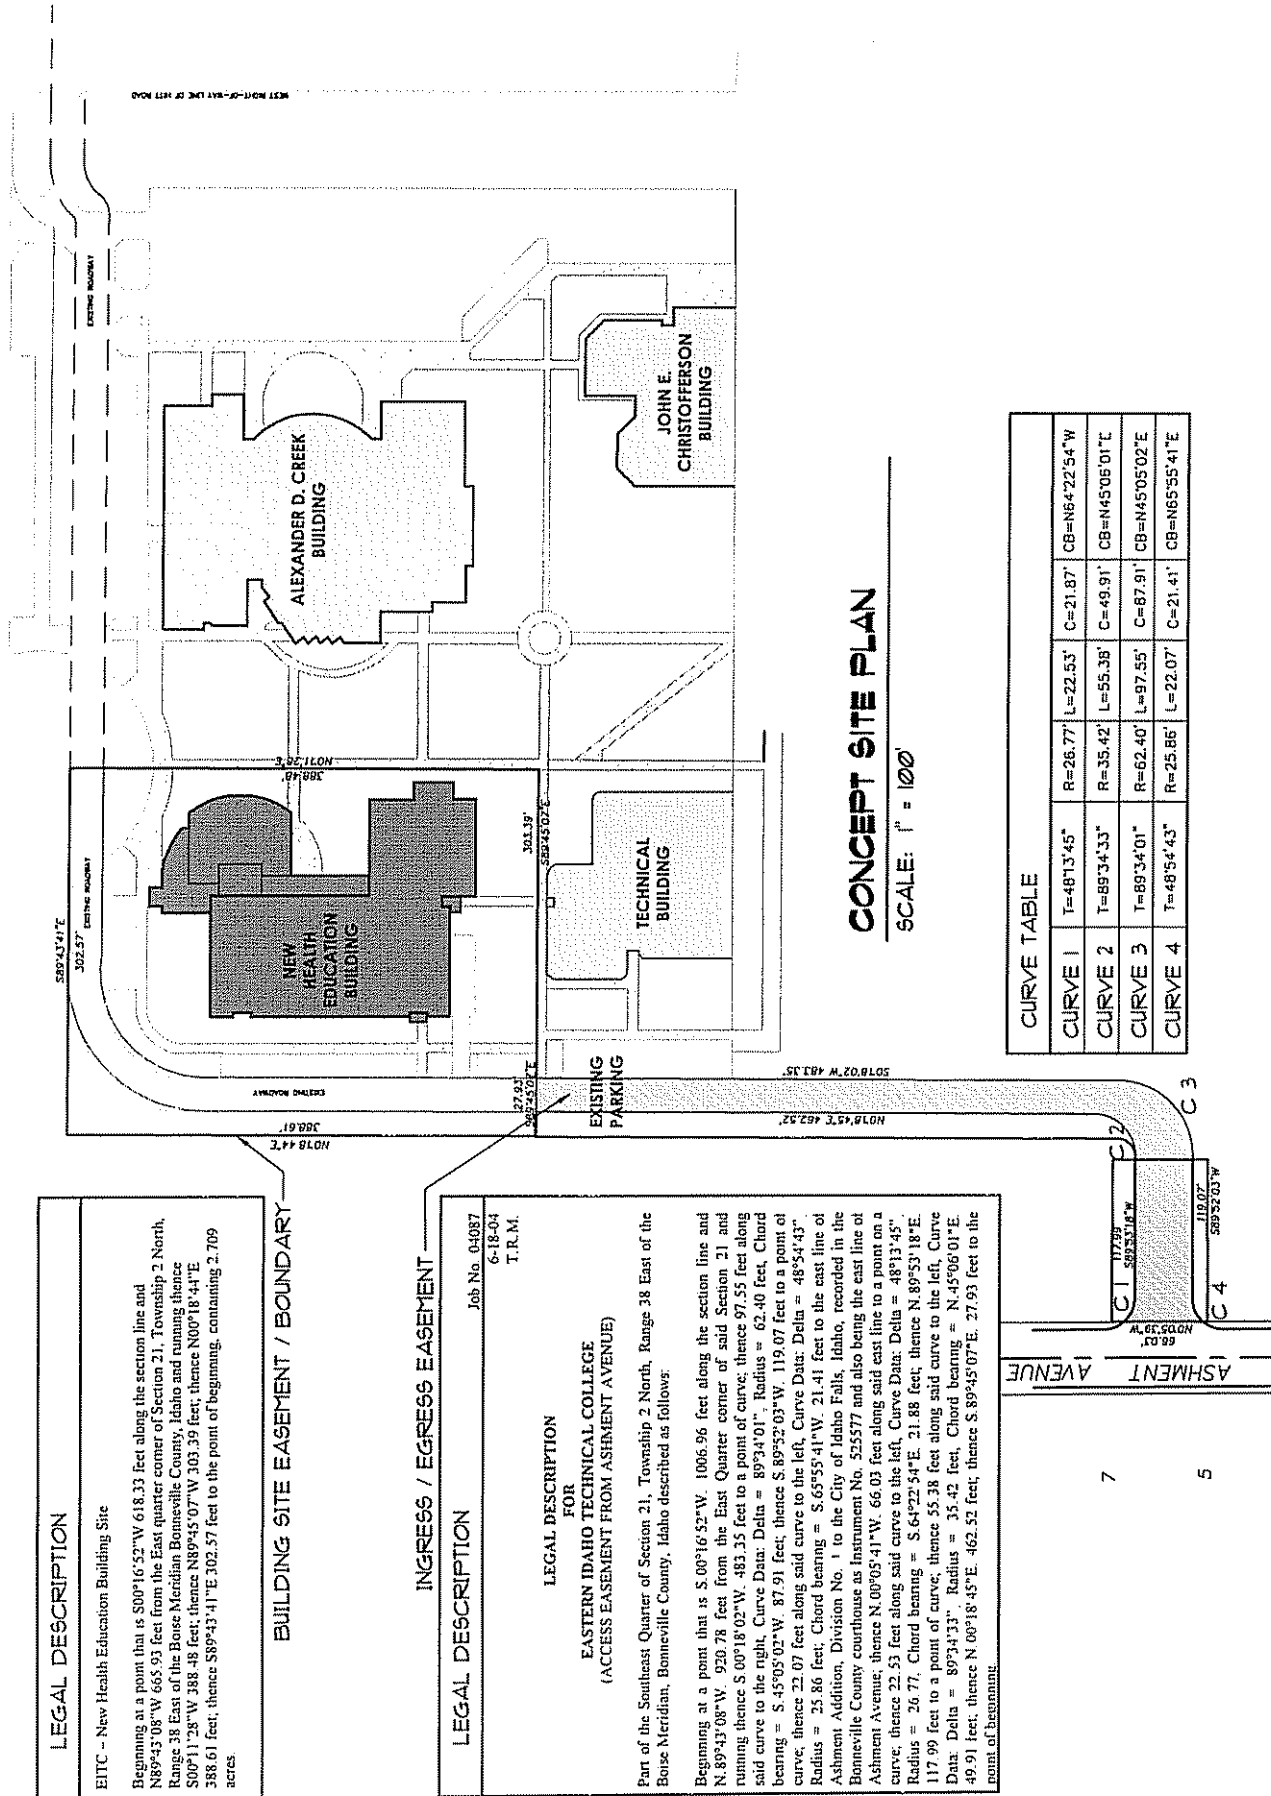 LEGAL DESCRIPTION
EITC – New Health Education Building Site
Beginning at a point that is S00°16'52"W 618.33 feet along the section line and
N89°43'08"W 665.93 feet from the East quarter corner of Section 21, Township 2 North,
Range 38 East of the Boise Meridian Bonneville County, Idaho and running thence
S00°11'28"W 388.48 feet; thence N89°45'07"W 303.39 feet; thence N00°18'44"E
388.61 feet; thence S89°43'41"E 302.57 feet to the point of beginning, containing 2.709
acres.
BUILDING SITE EASEMENT / BOUNDARY
INGRESS / EGRESS EASEMENT
LEGAL DESCRIPTION
Job No. 04087
6-18-04
T.R.M.
LEGAL DESCRIPTION
FOR
EASTERN IDAHO TECHNICAL COLLEGE
(ACCESS EASEMENT FROM ASHMENT AVENUE)
Part of the Southeast Quarter of Section 21, Township 2 North, Range 38 East of the
Boise Meridian, Bonneville County, Idaho described as follows:
Beginning at a point that is S.00°16'52"W. 1006.96 feet along the section line and
N.89°43'08"W. 920.78 feet from the East Quarter corner of said Section 21 and
running thence S.00°18'02"W. 483.35 feet to a point of curve; thence 97.55 feet along
said curve to the right, Curve Data: Delta = 89°34'01", Radius = 62.40 feet, Chord
bearing = S.45°05'02"W. 87.91 feet; thence S.89°52'03"W. 119.07 feet to a point of
curve; thence 22.07 feet along said curve to the left, Curve Data: Delta = 48°54'43",
Radius = 25.86 feet; Chord bearing = S.65°55'41"W. 21.41 feet to the east line of
Ashment Addition, Division No. 1 to the City of Idaho Falls, Idaho, recorded in the
Bonneville County courthouse as Instrument No. 525577 and also being the east line of
Ashment Avenue; thence N.00°05'41"W. 66.03 feet along said east line to a point on a
curve; thence 22.53 feet along said curve to the left, Curve Data: Delta = 48°13'45",
Radius = 26.77, Chord bearing = S.64°22'54"E. 21.88 feet; thence N.89°53'18"E.
117.99 feet to a point of curve; thence 55.38 feet along said curve to the left, Curve
Data: Delta = 89°34'33", Radius = 35.42 feet, Chord bearing = N.45°06'01"E.
49.91 feet; thence N.00°18'45"E. 462.52 feet; thence S.89°45'07"E. 27.93 feet to the
point of beginning
S89°43'41"E
302.57'
EXISTING ROADWAY
EXISTING ROADWAY
WEST RIGHT-OF-WAY LINE OF HITT ROAD
N0°18'44"E
388.61'
EXISTING ROADWAY
N0°11'28"E
388.48'
NEW
HEALTH
EDUCATION
BUILDING
ALEXANDER D. CREEK
BUILDING
JOHN E.
CHRISTOFFERSON
BUILDING
27.93'
S89°45'07"E
303.39'
S89°45'07"E
EXISTING
PARKING
TECHNICAL
BUILDING
N0°18'45"E 462.52'
S0°18'02"W 483.35'
CONCEPT SITE PLAN
SCALE: 1" = 100'
C 1
C 2
C 3
C 4
117.99
S89°53'18"W
119.07'
S89°52'03"W
66.03'
N0°05'39"W
ASHMENT AVENUE
7
5
CURVE TABLE
CURVE 1 T=48°13'45" R=26.77' L=22.53' C=21.87' CB=N64°22'54"W
CURVE 2 T=89°34'33" R=35.42' L=55.38' C=49.91' CB=N45°06'01"E
CURVE 3 T=89°34'01" R=62.40' L=97.55' C=87.91' CB=N45°05'02"E
CURVE 4 T=48°54'43" R=25.86' L=22.07' C=21.41' CB=N65°55'41"E